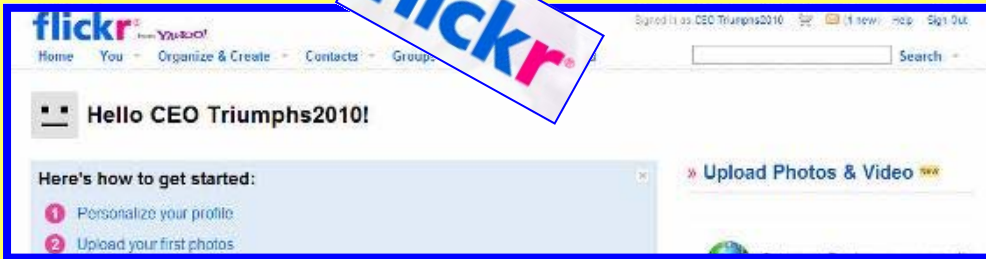 flickr from YAHOO!
flickr
Signed in as CEO Triumphs2010 (1 new) Help Sign Out
Home You Organize & Create Contacts Groups
Search
Hello CEO Triumphs2010!
Here's how to get started:
» Upload Photos & Video NEW
1 Personalize your profile
2 Upload your first photos